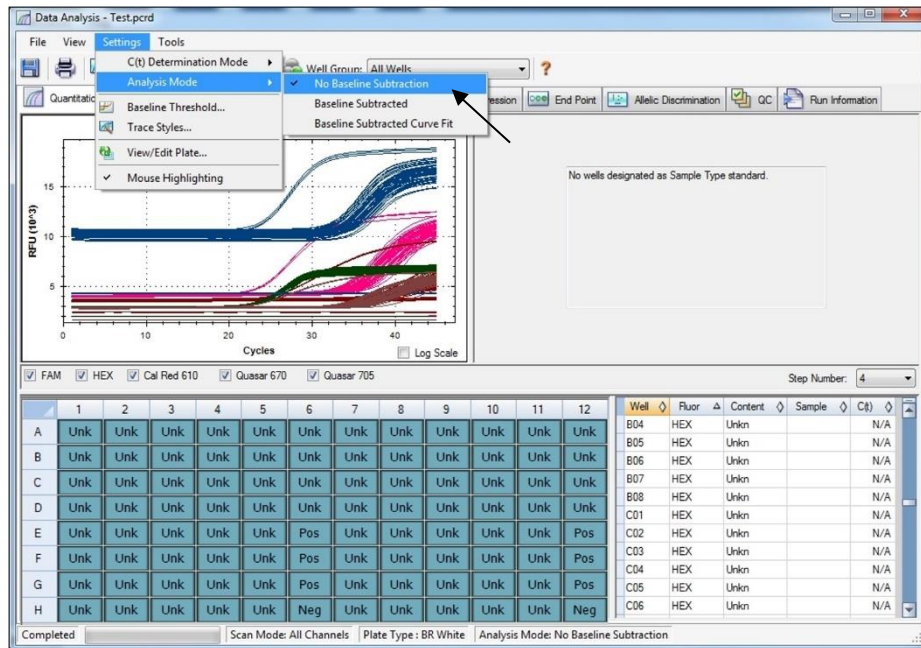 Data Analysis - Test.pcrd
File View Settings Tools
C(t) Determination Mode
Analysis Mode
Baseline Threshold...
Trace Styles...
View/Edit Plate...
Mouse Highlighting
No Baseline Subtraction
Baseline Subtracted
Baseline Subtracted Curve Fit
Well Group: All Wells ?
End Point Allelic Discrimination QC Run Information
No wells designated as Sample Type standard.
RFU (10^3)
15
10
5
0 10 20 30 40
Cycles
Log Scale
FAM HEX Cal Red 610 Quasar 670 Quasar 705 Step Number: 4
1 2 3 4 5 6 7 8 9 10 11 12
A Unk Unk Unk Unk Unk Unk Unk Unk Unk Unk Unk Unk
B Unk Unk Unk Unk Unk Unk Unk Unk Unk Unk Unk Unk
C Unk Unk Unk Unk Unk Unk Unk Unk Unk Unk Unk Unk
D Unk Unk Unk Unk Unk Unk Unk Unk Unk Unk Unk Unk
E Unk Unk Unk Unk Unk Pos Unk Unk Unk Unk Unk Pos
F Unk Unk Unk Unk Unk Pos Unk Unk Unk Unk Unk Pos
G Unk Unk Unk Unk Unk Pos Unk Unk Unk Unk Unk Pos
H Unk Unk Unk Unk Unk Neg Unk Unk Unk Unk Unk Neg
Well Fluor Content Sample C(t)
B04 HEX Unkn N/A
B05 HEX Unkn N/A
B06 HEX Unkn N/A
B07 HEX Unkn N/A
B08 HEX Unkn N/A
C01 HEX Unkn N/A
C02 HEX Unkn N/A
C03 HEX Unkn N/A
C04 HEX Unkn N/A
C05 HEX Unkn N/A
C06 HEX Unkn N/A
Completed Scan Mode: All Channels Plate Type : BR White Analysis Mode: No Baseline Subtraction